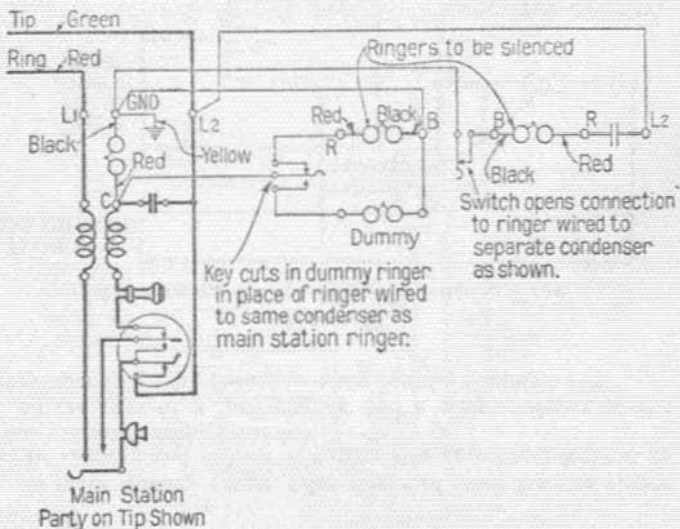 Tip Green
Ring Red
Ringers to be silenced
L1
GND
L2
Black
Red
Yellow
C
Red
R
Black
B
B
R
L2
Black
Red
Dummy
S
Switch opens connection
to ringer wired to
separate condenser
as shown.
Key cuts in dummy ringer
in place of ringer wired
to same condenser as
main station ringer.
Main Station
Party on Tip Shown